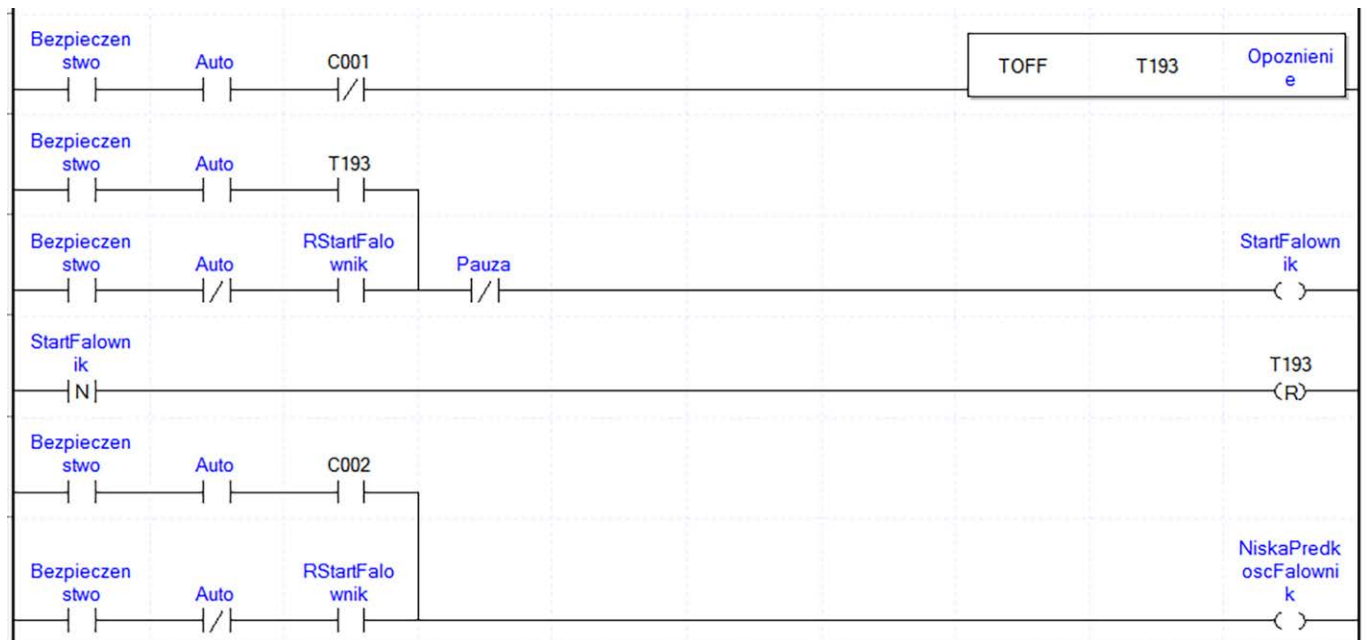 Bezpieczen
stwo Auto C001
TOFF T193 Opoznieni
e
Bezpieczen
stwo Auto T193
Bezpieczen
stwo Auto RStartFalo
wnik Pauza StartFalown
ik
StartFalown
ik
N
T193
R
Bezpieczen
stwo Auto C002
Bezpieczen
stwo Auto RStartFalo
wnik
NiskaPredk
oscFalowni
k